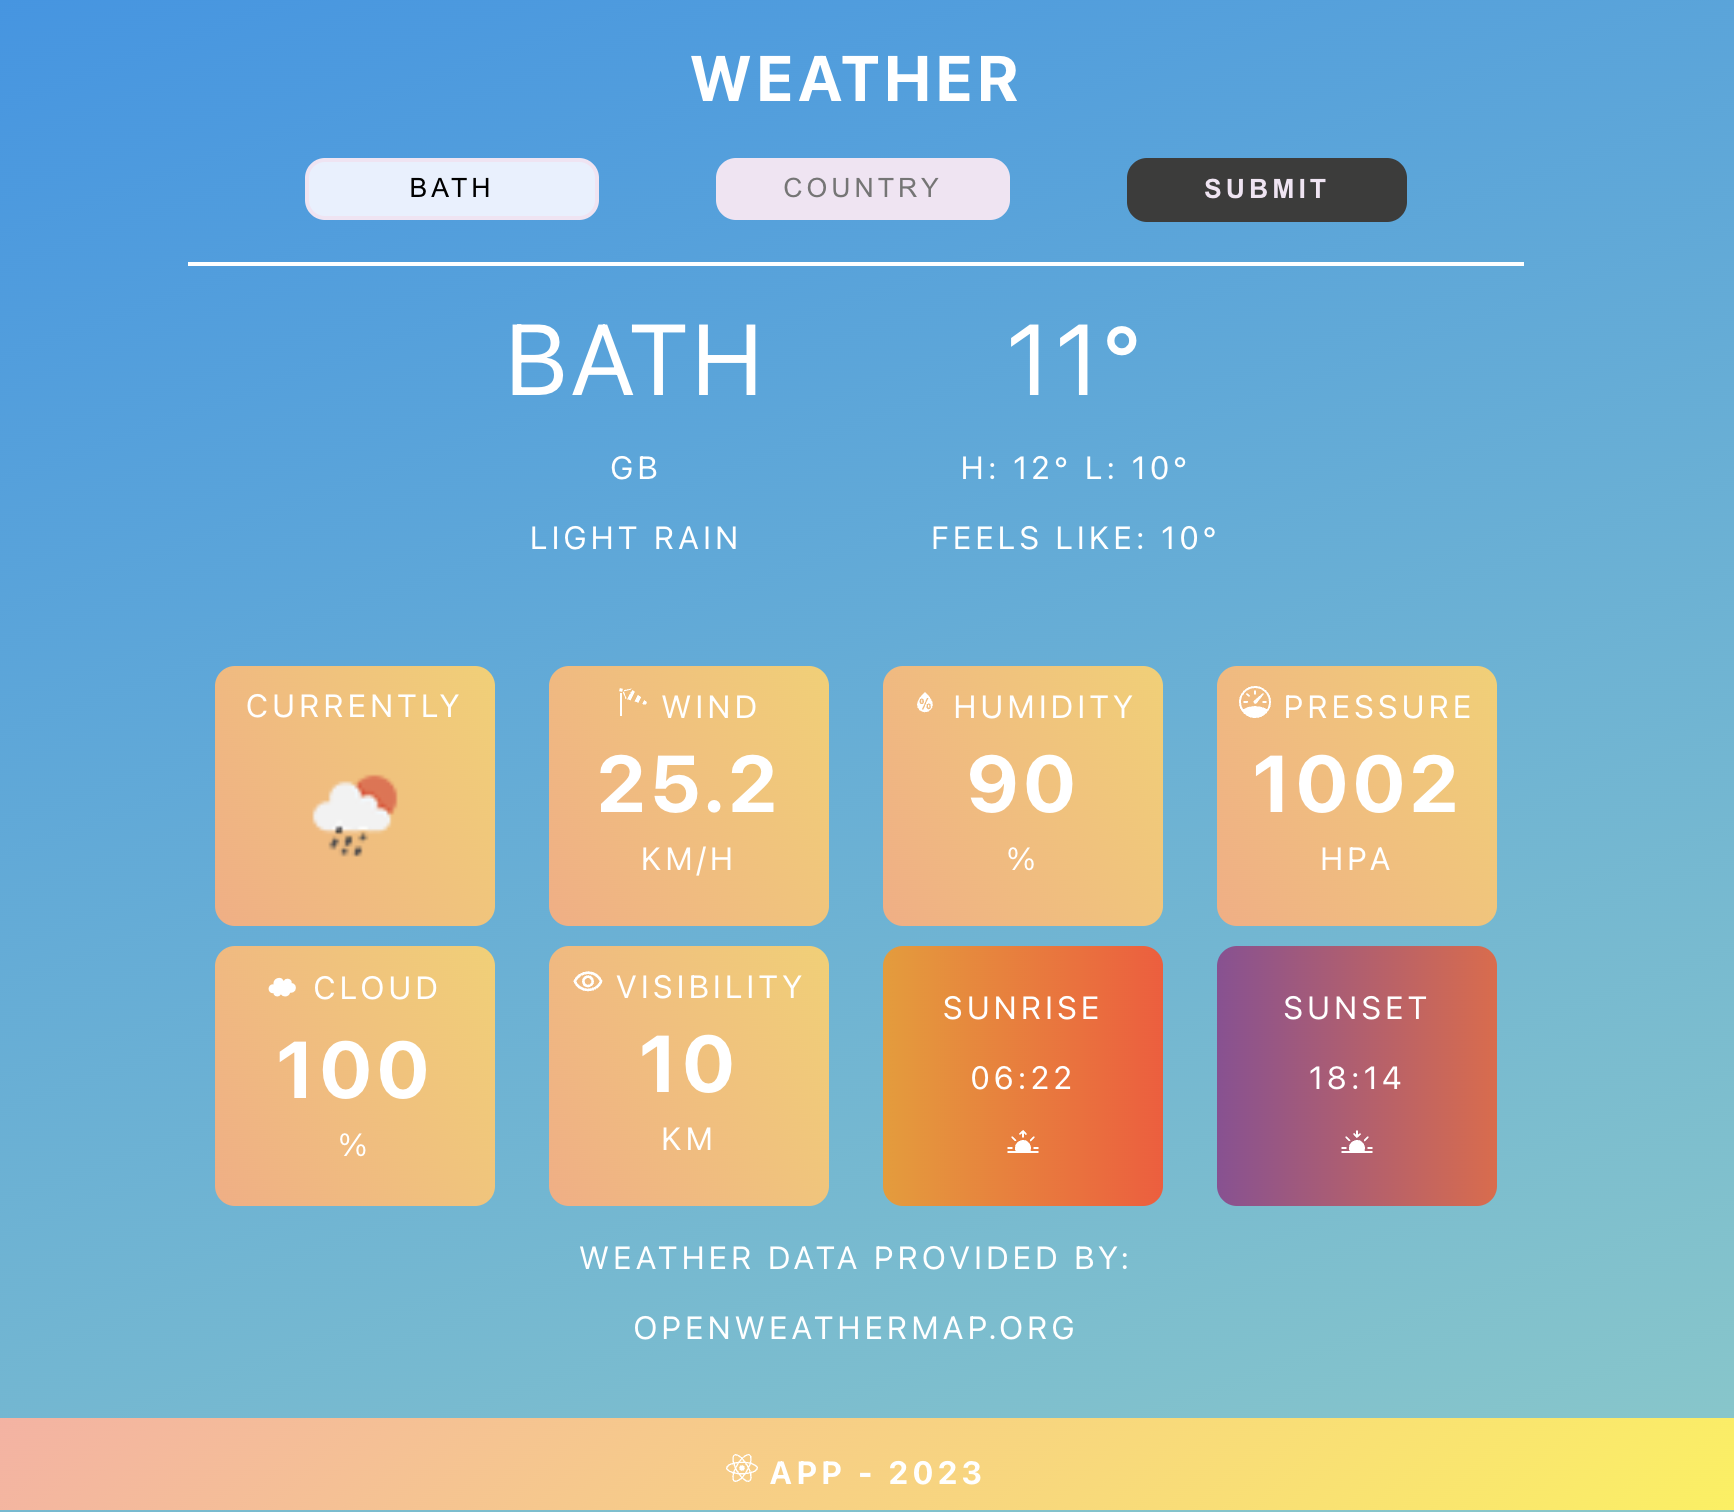 WEATHER
BATH
COUNTRY
SUBMIT
BATH
11°
GB
H: 12° L: 10°
LIGHT RAIN
FEELS LIKE: 10°
CURRENTLY
WIND
25.2
KM/H
% HUMIDITY
90
%
PRESSURE
1002
HPA
CLOUD
100
%
VISIBILITY
10
KM
SUNRISE
06:22
SUNSET
18:14
WEATHER DATA PROVIDED BY:
OPENWEATHERMAP.ORG
APP - 2023